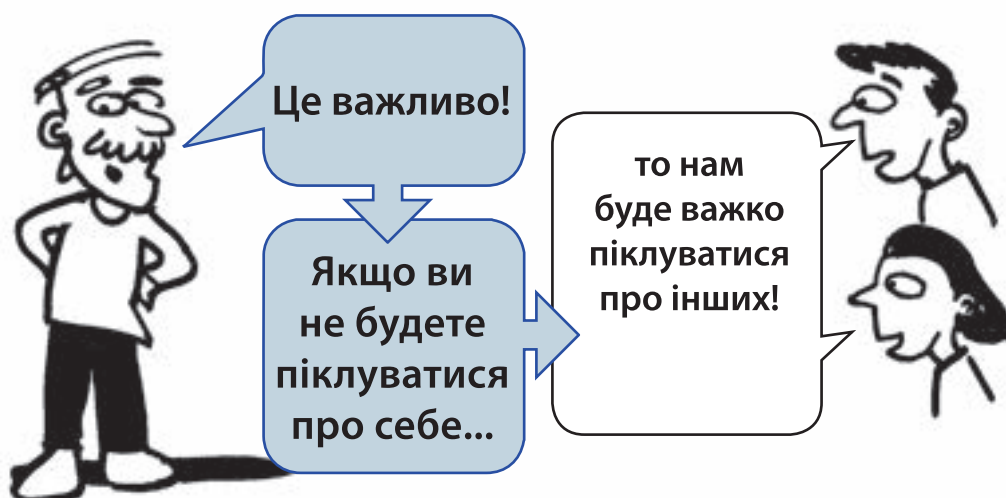 Це важливо!
Якщо ви
не будете
піклуватися
про себе...
то нам
буде важко
піклуватися
про інших!